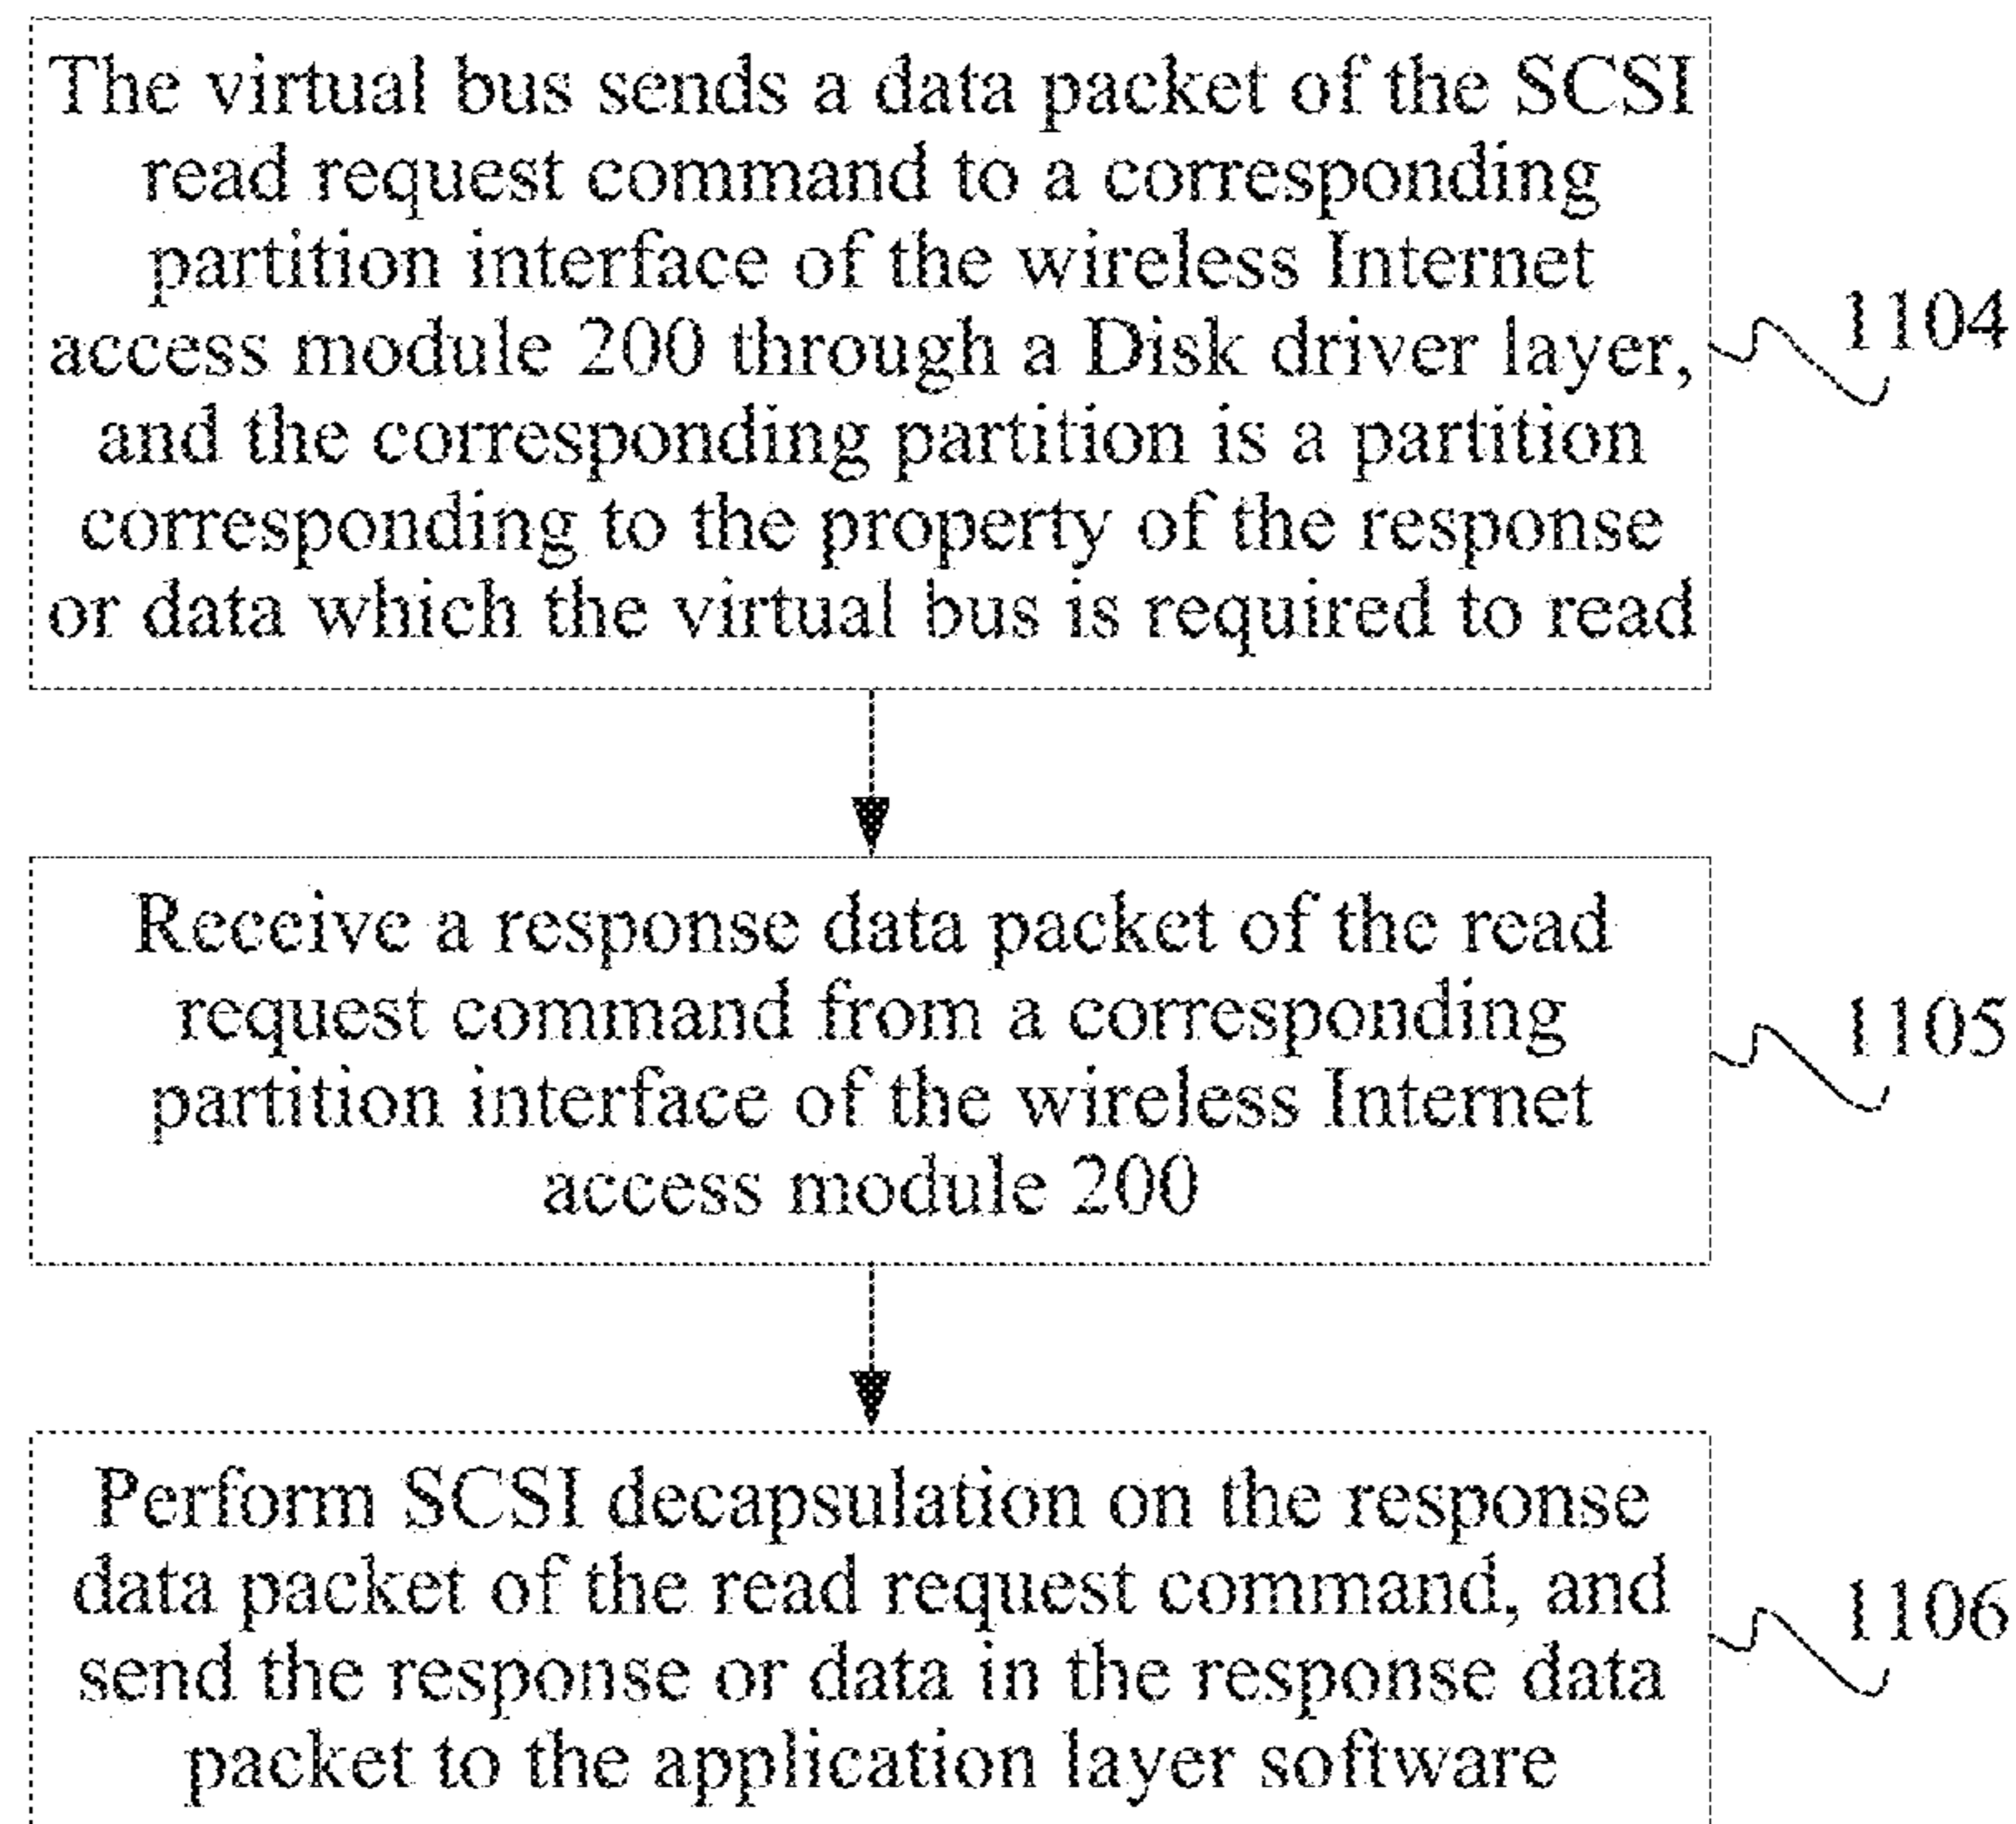 The virtual bus sends a data packet of the SCSI
read request command to a corresponding
partition interface of the wireless Internet
access module 200 through a Disk driver layer,
and the corresponding partition is a partition
corresponding to the property of the response
or data which the virtual bus is required to read
1104
Receive a response data packet of the read
request command from a corresponding
partition interface of the wireless Internet
access module 200
1105
Perform SCSI decapsulation on the response
data packet of the read request command, and
send the response or data in the response data
packet to the application layer software
1106